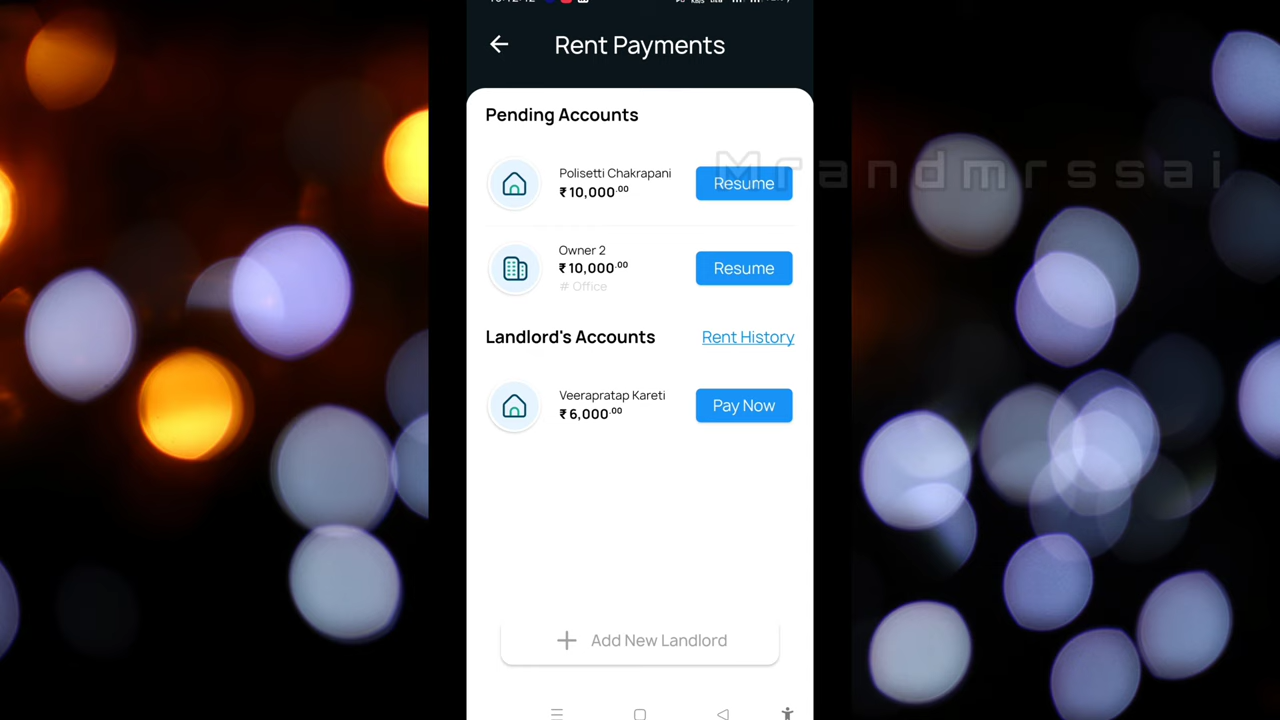 Rent Payments
Pending Accounts
Polisetti Chakrapani
₹10,000.00
Resume
Owner 2
₹10,000.00
# Office
Resume
Landlord's Accounts
Rent History
Veerapratap Kareti
₹6,000.00
Pay Now
+ Add New Landlord
Mrandmrssai